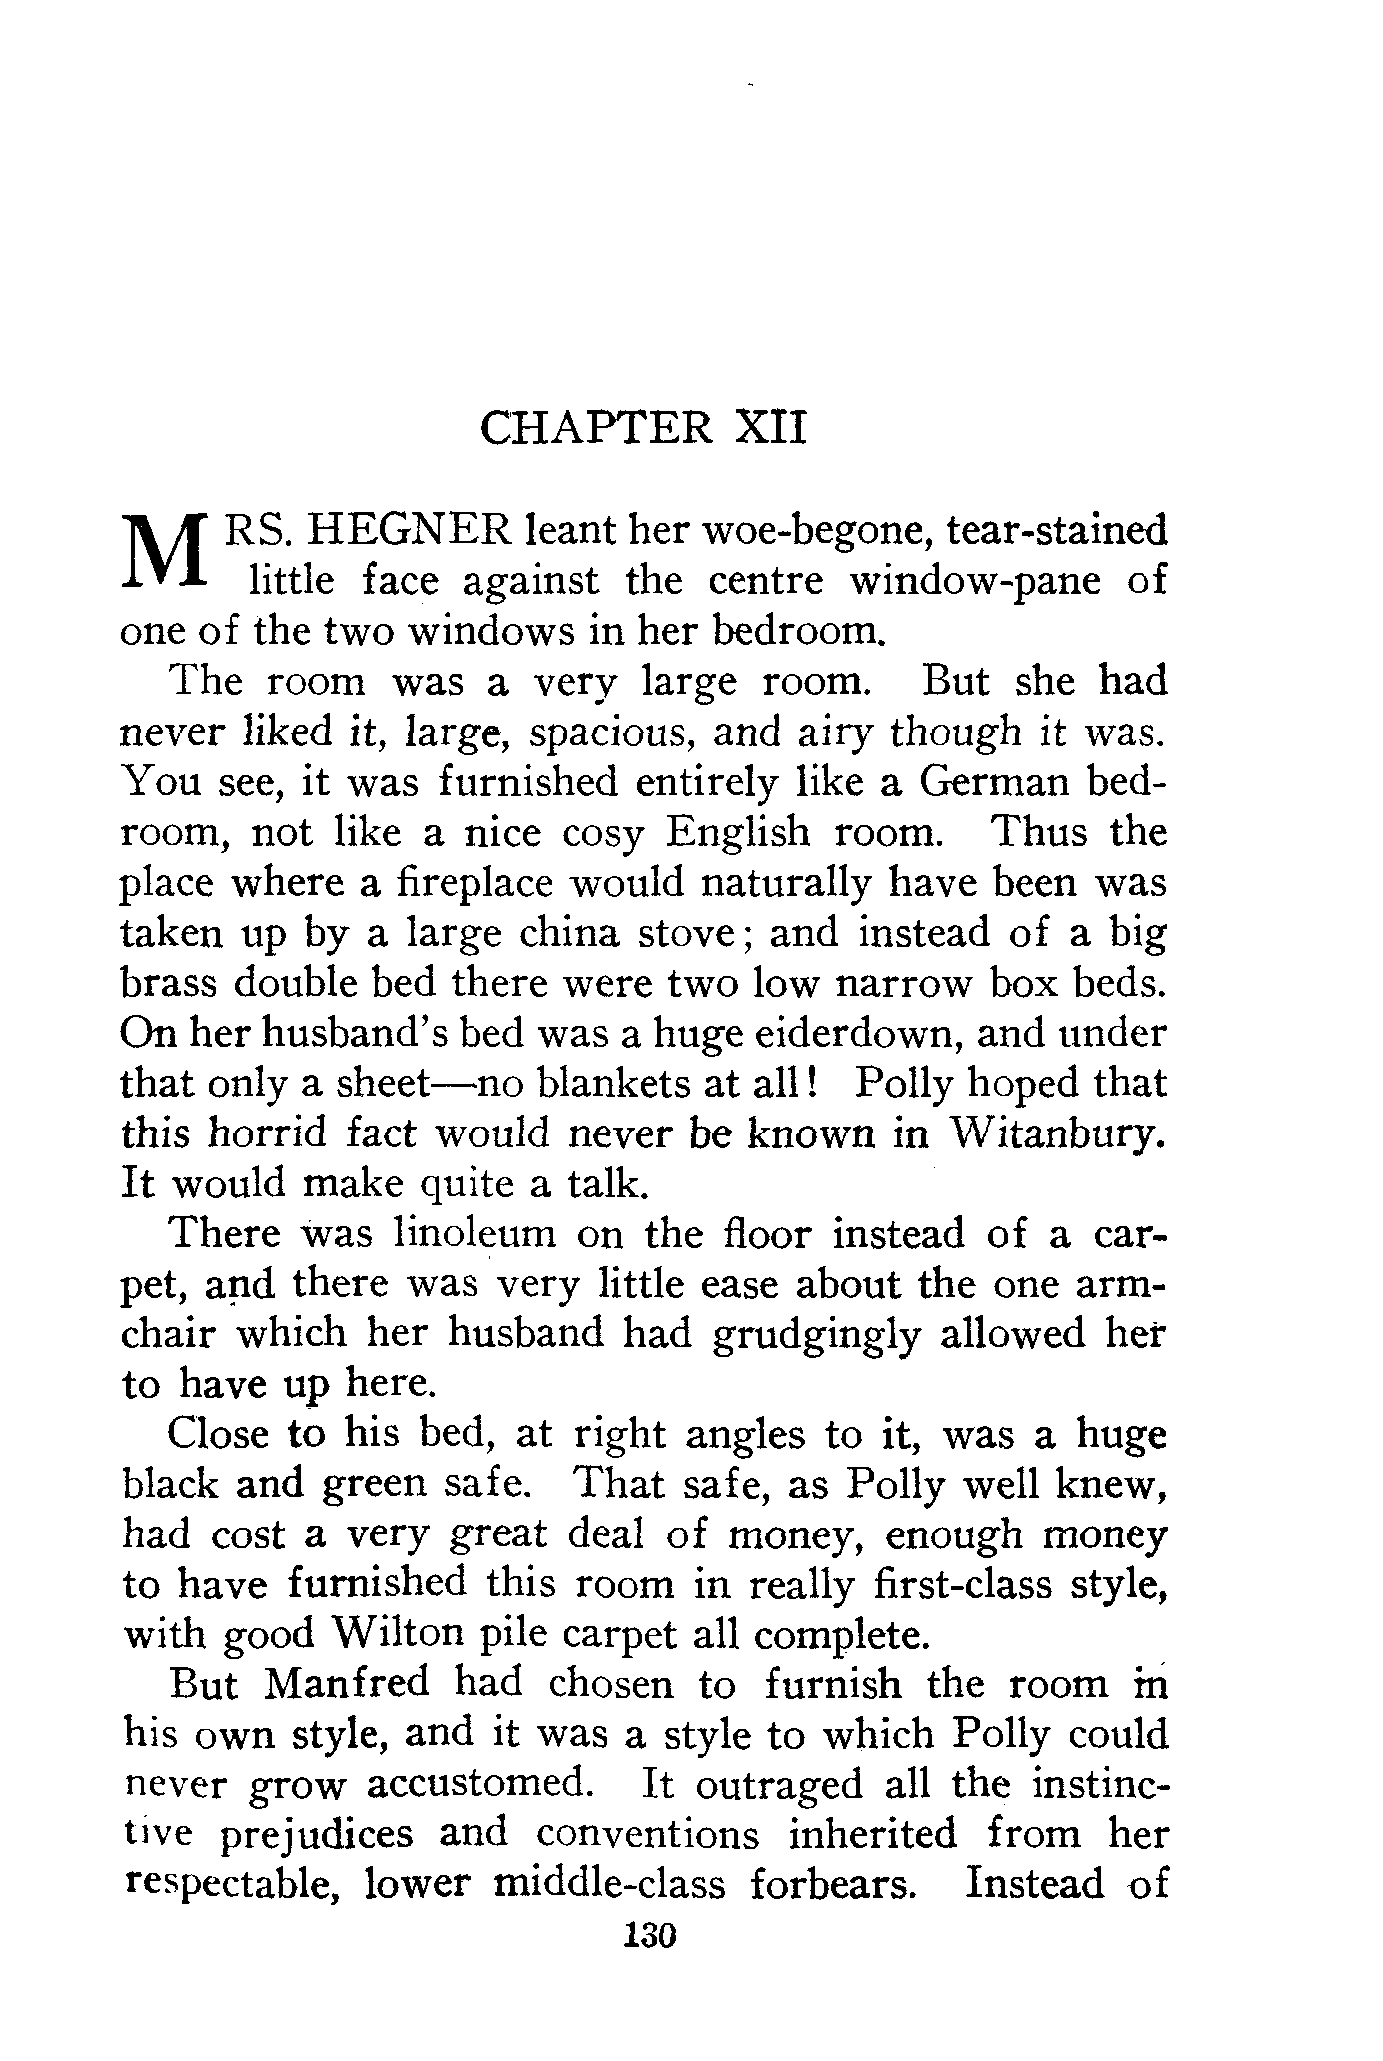 CHAPTER XII
MRS. HEGNER leant her woe-begone, tear-stained
little face against the centre window-pane of
one of the two windows in her bedroom.
The room was a very large room. But she had
never liked it, large, spacious, and airy though it was.
You see, it was furnished entirely like a German bed-
room, not like a nice cosy English room. Thus the
place where a fireplace would naturally have been was
taken up by a large china stove; and instead of a big
brass double bed there were two low narrow box beds.
On her husband's bed was a huge eiderdown, and under
that only a sheet—no blankets at all! Polly hoped that
this horrid fact would never be known in Witanbury.
It would make quite a talk.
There was linoleum on the floor instead of a car-
pet, and there was very little ease about the one arm-
chair which her husband had grudgingly allowed her
to have up here.
Close to his bed, at right angles to it, was a huge
black and green safe. That safe, as Polly well knew,
had cost a very great deal of money, enough money
to have furnished this room in really first-class style,
with good Wilton pile carpet all complete.
But Manfred had chosen to furnish the room in
his own style, and it was a style to which Polly could
never grow accustomed. It outraged all the instinc-
tive prejudices and conventions inherited from her
respectable, lower middle-class forbears. Instead of
130